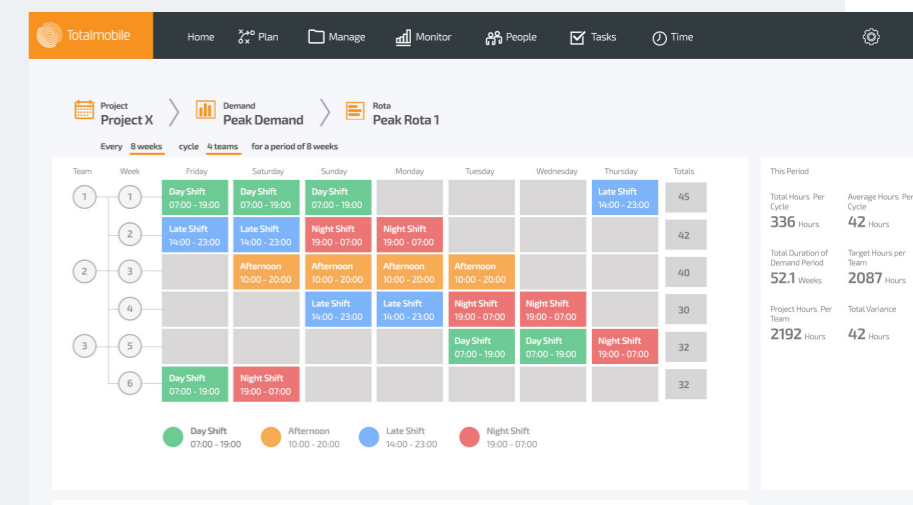 Totalmobile
Home Plan Manage Monitor People Tasks Time
Project
Project X
Demand
Peak Demand
Rota
Peak Rota 1
Every 8 weeks cycle 4 teams for a period of 8 weeks
Team Week Friday Saturday Sunday Monday Tuesday Wednesday Thursday Totals
1 1 Day Shift Day Shift Day Shift Late Shift 45
07:00 - 19:00 07:00 - 19:00 07:00 - 19:00 14:00 - 23:00
2 Late Shift Late Shift Night Shift Night Shift 42
14:00 - 23:00 14:00 - 23:00 19:00 - 07:00 19:00 - 07:00
2 3 Afternoon Afternoon Afternoon Afternoon 40
10:00 - 20:00 10:00 - 20:00 10:00 - 20:00 10:00 - 20:00
4 Late Shift Late Shift Night Shift Night Shift 30
14:00 - 23:00 14:00 - 23:00 19:00 - 07:00 19:00 - 07:00
3 5 Day Shift Day Shift Night Shift 32
07:00 - 19:00 07:00 - 19:00 19:00 - 07:00
6 Day Shift Night Shift 32
07:00 - 19:00 19:00 - 07:00
Day Shift
07:00 - 19:00
Afternoon
10:00 - 20:00
Late Shift
14:00 - 23:00
Night Shift
19:00 - 07:00
This Period
Total Hours Per
Cycle
336 Hours
Average Hours Per
Cycle
42 Hours
Total Duration of
Demand Period
52.1 Weeks
Target Hours per
Team
2087 Hours
Project Hours Per
Team
2192 Hours
Total Variance
42 Hours